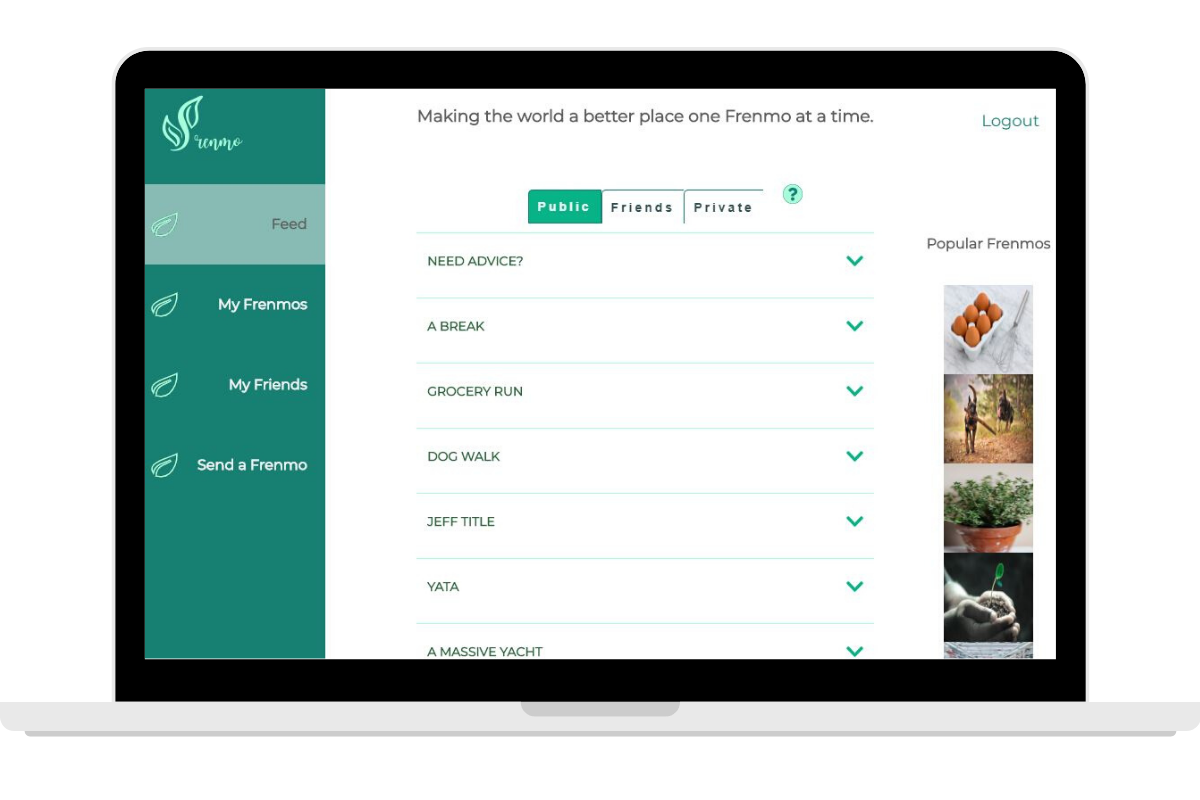 Frenmo
Making the world a better place one Frenmo at a time.
Logout
Feed
My Frenmos
My Friends
Send a Frenmo
Public
Friends
Private
?
NEED ADVICE?
A BREAK
GROCERY RUN
DOG WALK
JEFF TITLE
YATA
A MASSIVE YACHT
Popular Frenmos